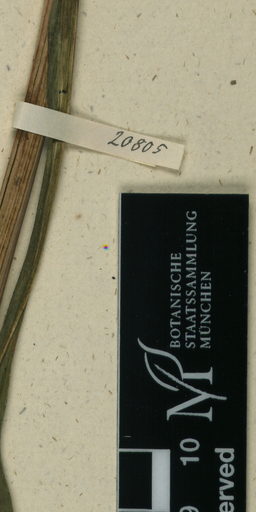 20805
BOTANISCHE
STAATSSAMMLUNG
MÜNCHEN
M
9 10
erved